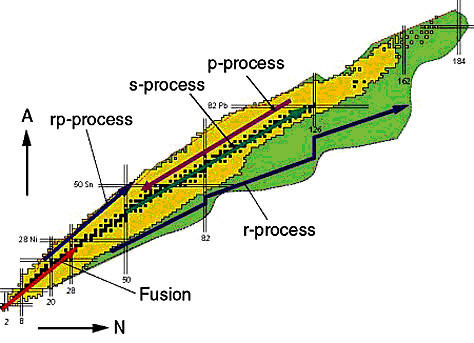 p-process
s-process
rp-process
A
82 Pb
184
162
126
50 Sn
r-process
82
28 Ni
50
28
20
8
2
Fusion
N